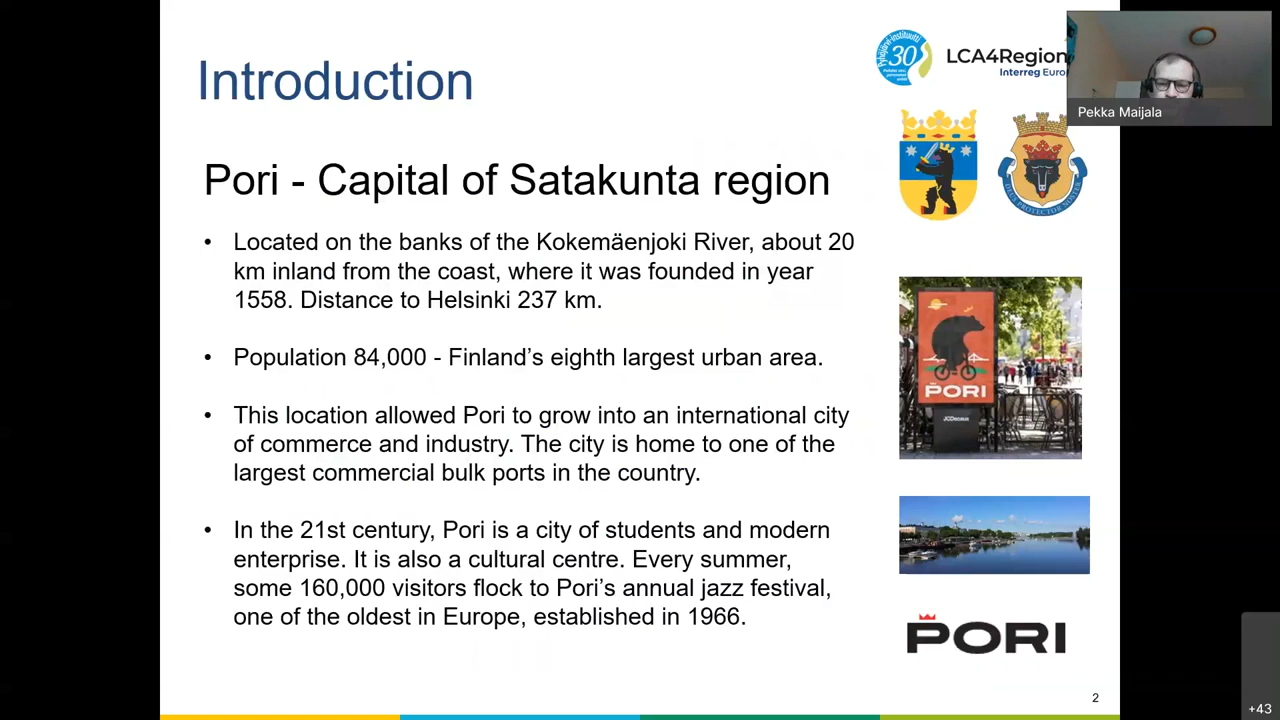 Introduction
30
LCA4Region
Interreg Euro
Pekka Maijala
DEUS PROTECTOR NOSTER
Pori - Capital of Satakunta region
• Located on the banks of the Kokemäenjoki River, about 20
km inland from the coast, where it was founded in year
1558. Distance to Helsinki 237 km.
• Population 84,000 - Finland’s eighth largest urban area.
• This location allowed Pori to grow into an international city
of commerce and industry. The city is home to one of the
largest commercial bulk ports in the country.
• In the 21st century, Pori is a city of students and modern
enterprise. It is also a cultural centre. Every summer,
some 160,000 visitors flock to Pori’s annual jazz festival,
one of the oldest in Europe, established in 1966.
PORI
JCDecaux
PORI
2
+43